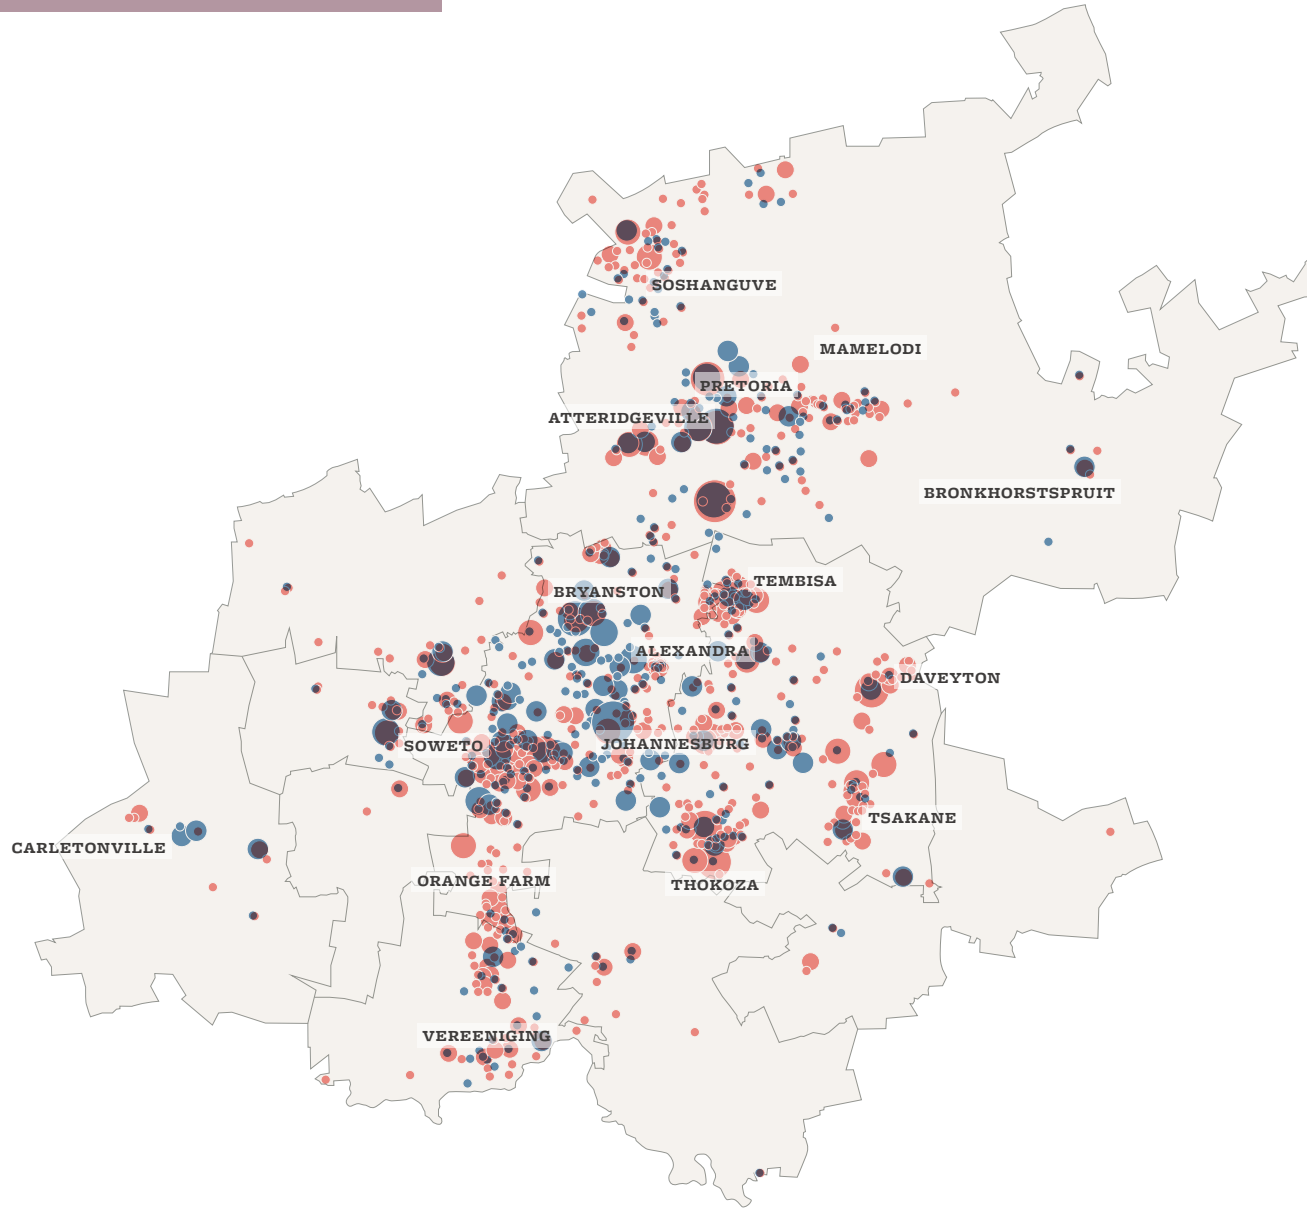 SOSHANGUVE
MAMELODI
PRETORIA
ATTERIDGEVILLE
BRONKHORSTSPRUIT
TEMBISA
BRYANSTON
ALEXANDRA
DAVEYTON
SOWETO
JOHANNESBURG
TSAKANE
CARLETONVILLE
ORANGE FARM
THOKOZA
VEREENIGING